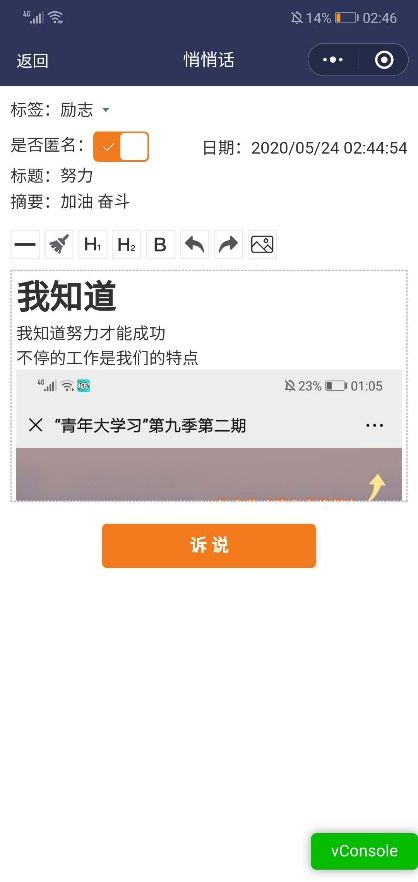 4G 14% 02:46
返回 悄悄话
标签：励志
是否匿名： 日期：2020/05/24 02:44:54
标题：努力
摘要：加油 奋斗
H1 H2 B
我知道
我知道努力才能成功
不停的工作是我们的特点
4G 23% 01:05
“青年大学习”第九季第二期
诉 说
vConsole